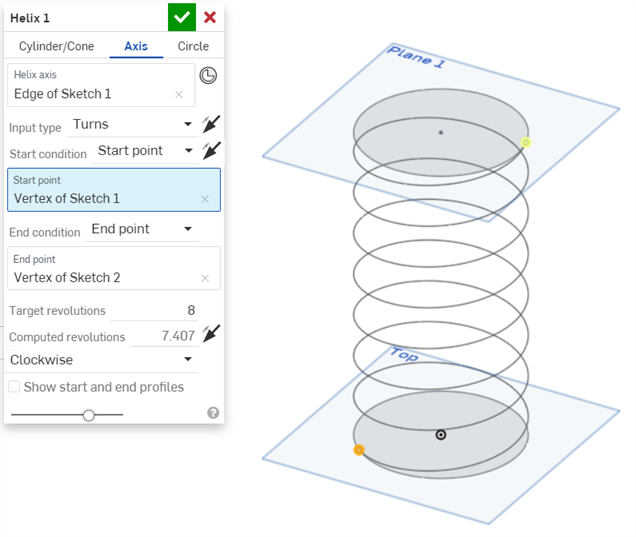 Helix 1
Cylinder/Cone Axis Circle
Helix axis
Edge of Sketch 1
Input type Turns
Start condition Start point
Start point
Vertex of Sketch 1
End condition End point
End point
Vertex of Sketch 2
Target revolutions 8
Computed revolutions 7.407
Clockwise
Show start and end profiles
Plane 1
Top